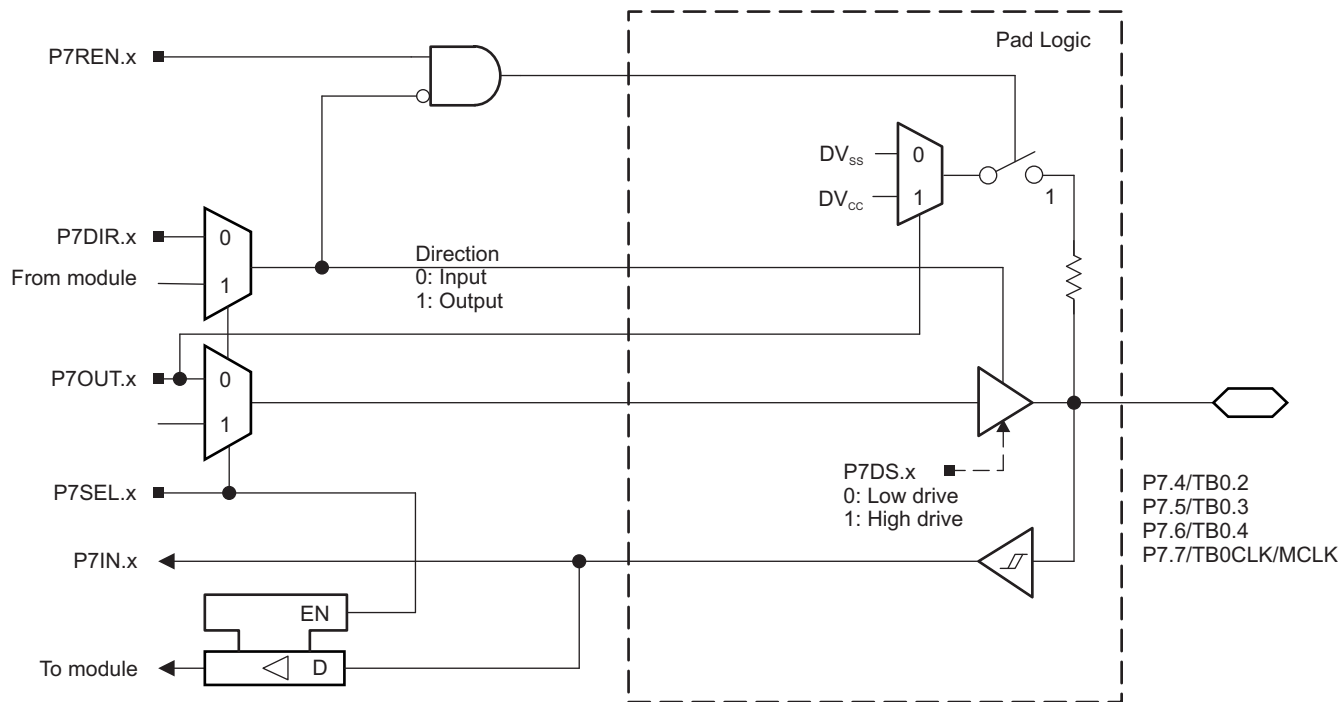 Pad Logic
P7REN.x
DVSS
0
DVCC
1
1
P7DIR.x
0
From module
1
Direction
0: Input
1: Output
P7OUT.x
0
1
P7DS.x
0: Low drive
1: High drive
P7SEL.x
P7.4/TB0.2
P7.5/TB0.3
P7.6/TB0.4
P7.7/TB0CLK/MCLK
P7IN.x
EN
To module
D